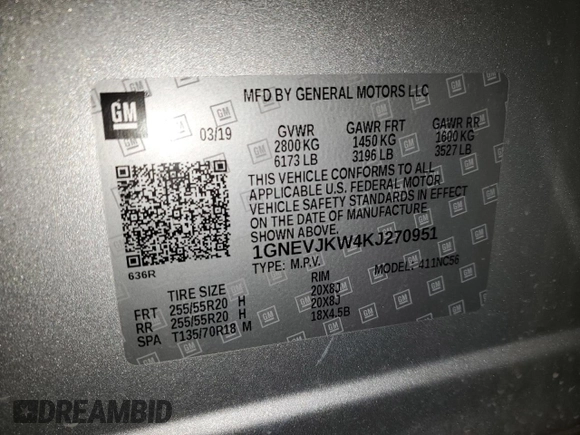 GM
MFD BY GENERAL MOTORS LLC
03/19 GVWR GAWR FRT GAWR RR
2800 KG 1450 KG 1600 KG
6173 LB 3196 LB 3527 LB
THIS VEHICLE CONFORMS TO ALL
APPLICABLE U.S. FEDERAL MOTOR
VEHICLE SAFETY STANDARDS IN EFFECT
ON THE DATE OF MANUFACTURE
SHOWN ABOVE.
1GNEVJKW4KJ270951
TYPE: M.P.V. MODEL: 411NC56
636R
TIRE SIZE RIM
FRT 255/55R20 H 20X8J
RR 255/55R20 H 20X8J
SPA T135/70R18 M 18X4.5B
DREAMBID